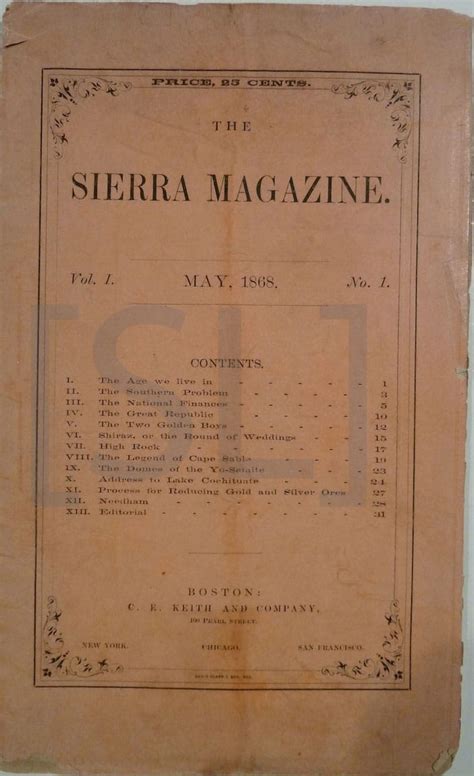 PRICE, 25 CENTS.
THE
SIERRA MAGAZINE.
Vol. I. MAY, 1868. No. 1.
[SL]
CONTENTS.
I. The Age we live in - - - - - - 1
II. The Southern Problem - - - - - 3
III. The National Finances - - - - - 5
IV. The Great Republic - - - - - 10
V. The Two Golden Boys - - - - - 12
VI. Shiraz, or the Round of Weddings - - - 15
VII. High Rock - - - - - - 17
VIII. The Legend of Cape Sable - - - - 19
IX. The Domes of the Yo-Semite - - - - 23
X. Address to Lake Cochituate - - - - 24
XI. Process for Reducing Gold and Silver Ores - 27
XII. Needham - - - - - - 28
XIII. Editorial - - - - - - 31
BOSTON:
C. E. KEITH AND COMPANY,
100 PEARL STREET.
NEW YORK. CHICAGO. SAN FRANCISCO.